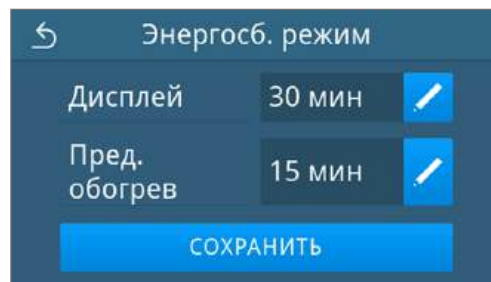 Энергосб. режим
Дисплей
30 мин
Пред.
обогрев
15 мин
СОХРАНИТЬ